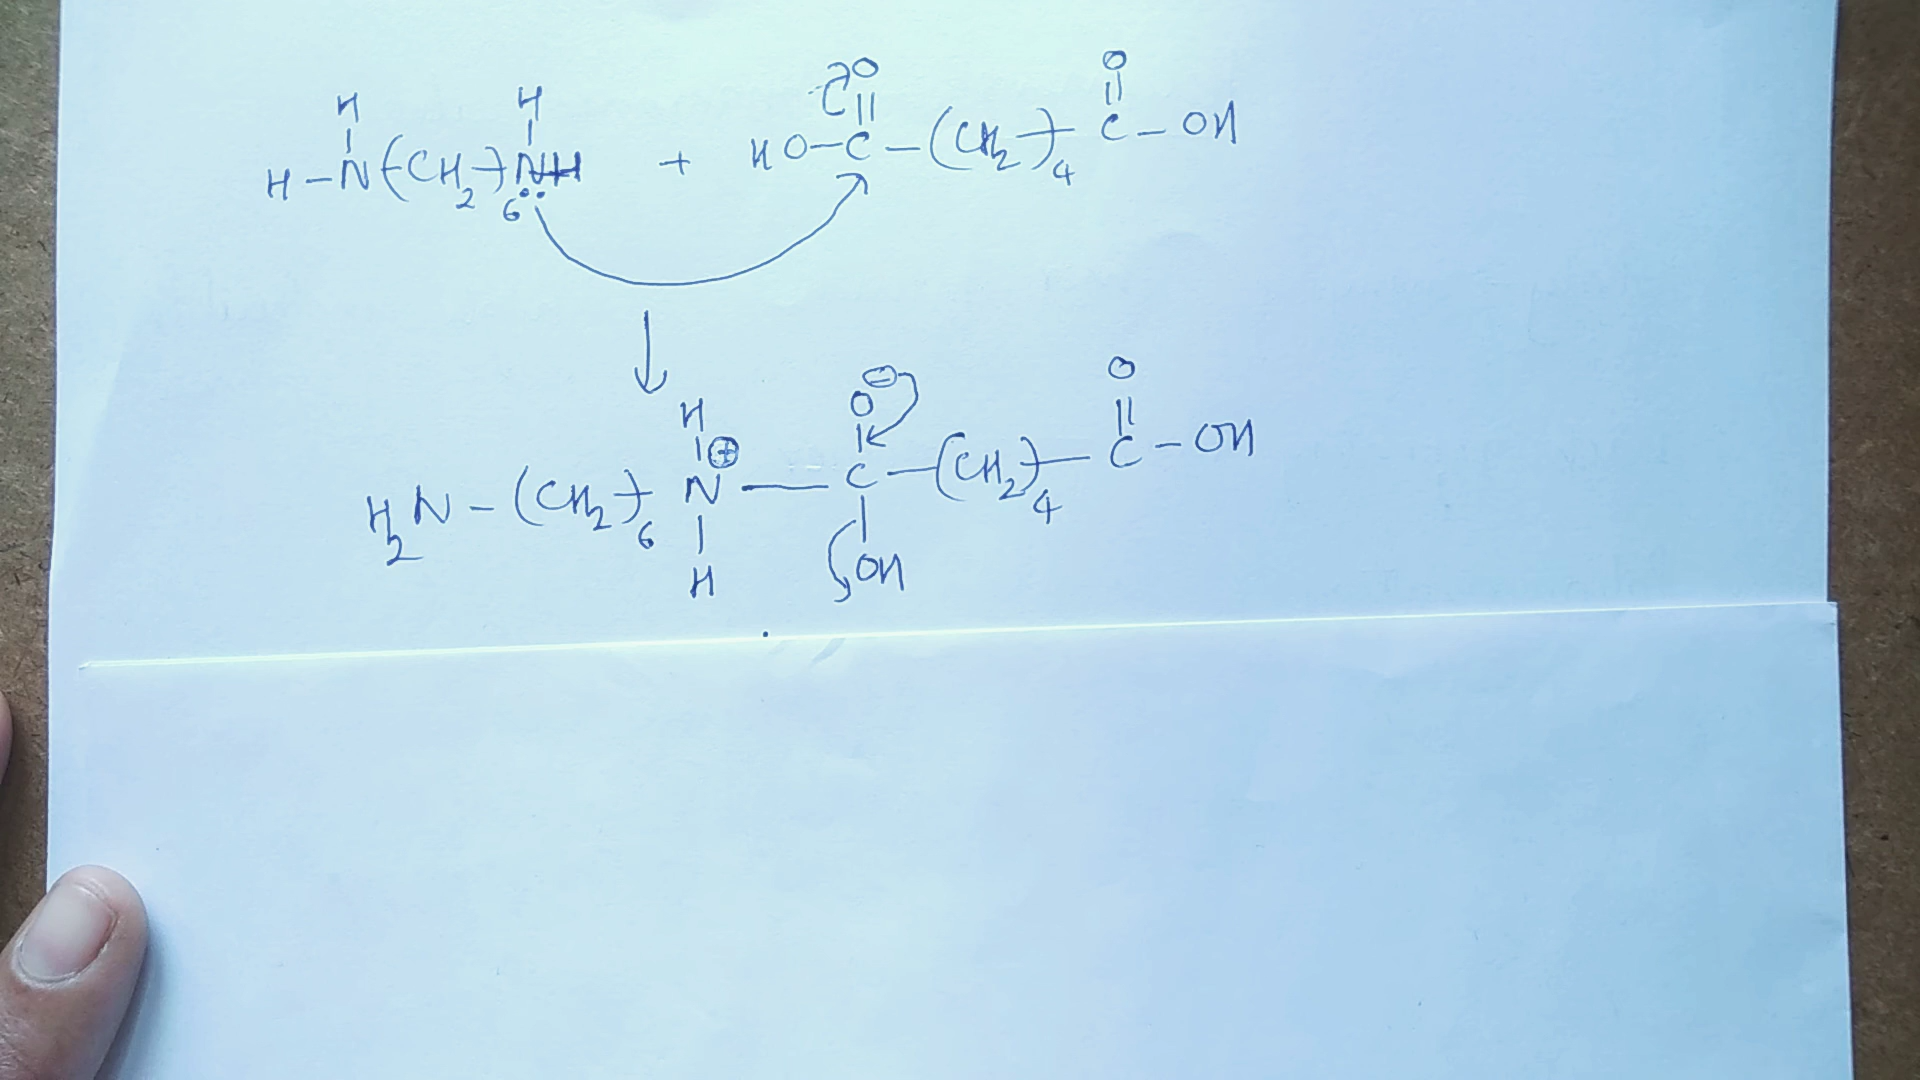 H H O O
H-N-(CH2)6-NH + HO-C-(CH2)4-C-OH
H ⊕ O⊖ O
H2N-(CH2)6-N-C-(CH2)4-C-OH
H OH